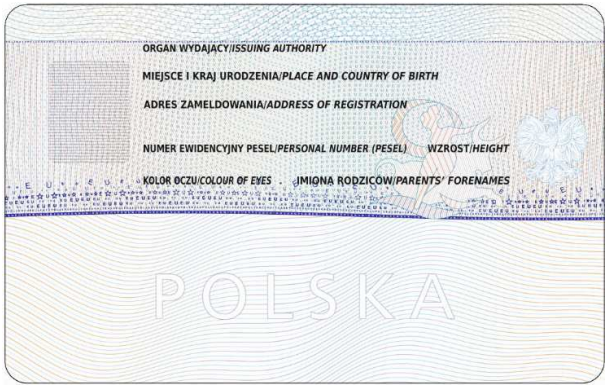 ORGAN WYDAJĄCY/ISSUING AUTHORITY
MIEJSCE I KRAJ URODZENIA/PLACE AND COUNTRY OF BIRTH
ADRES ZAMELDOWANIA/ADDRESS OF REGISTRATION
NUMER EWIDENCYJNY PESEL/PERSONAL NUMBER (PESEL) WZROST/HEIGHT
KOLOR OCZU/COLOUR OF EYES IMIONA RODZICÓW/PARENTS' FORENAMES
POLSKA